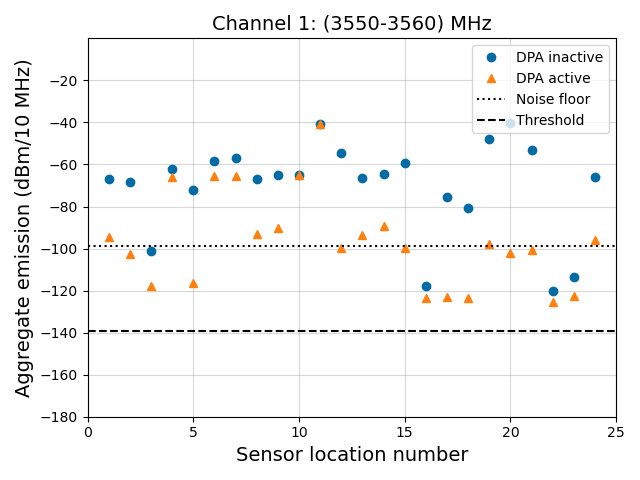 Channel 1: (3550-3560) MHz
DPA inactive
DPA active
Noise floor
Threshold
Aggregate emission (dBm/10 MHz)
−20
−40
−60
−80
−100
−120
−140
−160
−180
0 5 10 15 20 25
Sensor location number